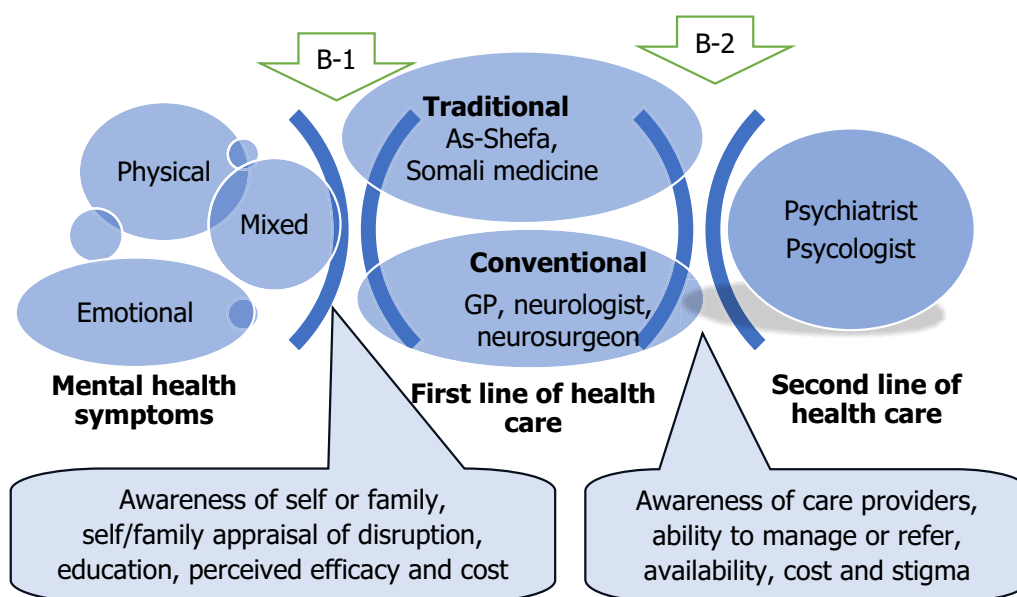 B-1
B-2
Physical
Mixed
Emotional
Mental health
symptoms
Traditional
As-Shefa,
Somali medicine
Conventional
GP, neurologist,
neurosurgeon
First line of health
care
Psychiatrist
Psycologist
Second line of
health care
Awareness of self or family,
self/family appraisal of disruption,
education, perceived efficacy and cost
Awareness of care providers,
ability to manage or refer,
availability, cost and stigma